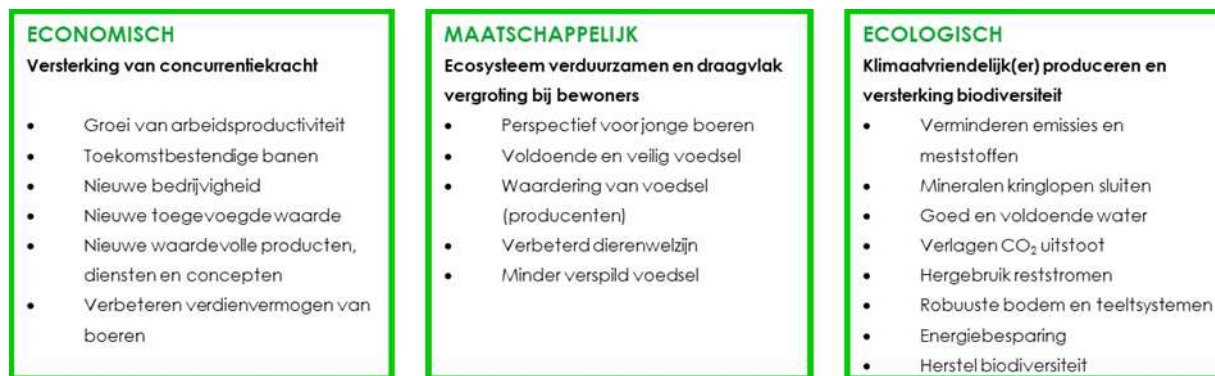 ECONOMISCH
Versterking van concurrentiekracht
• Groei van arbeidsproductiviteit
• Toekomstbestendige banen
• Nieuwe bedrijvigheid
• Nieuwe toegevoegde waarde
• Nieuwe waardevolle producten,
diensten en concepten
• Verbeteren verdienvermogen van
boeren
MAATSCHAPPELIJK
Ecosysteem verduurzamen en draagvlak
vergroting bij bewoners
• Perspectief voor jonge boeren
• Voldoende en veilig voedsel
• Waardering van voedsel
(producenten)
• Verbeterd dierenwelzijn
• Minder verspild voedsel
ECOLOGISCH
Klimaatvriendelijk(er) produceren en
versterking biodiversiteit
• Verminderen emissies en
meststoffen
• Mineralen kringlopen sluiten
• Goed en voldoende water
• Verlagen CO₂ uitstoot
• Hergebruik reststromen
• Robuuste bodem en teeltsystemen
• Energiebesparing
• Herstel biodiversiteit